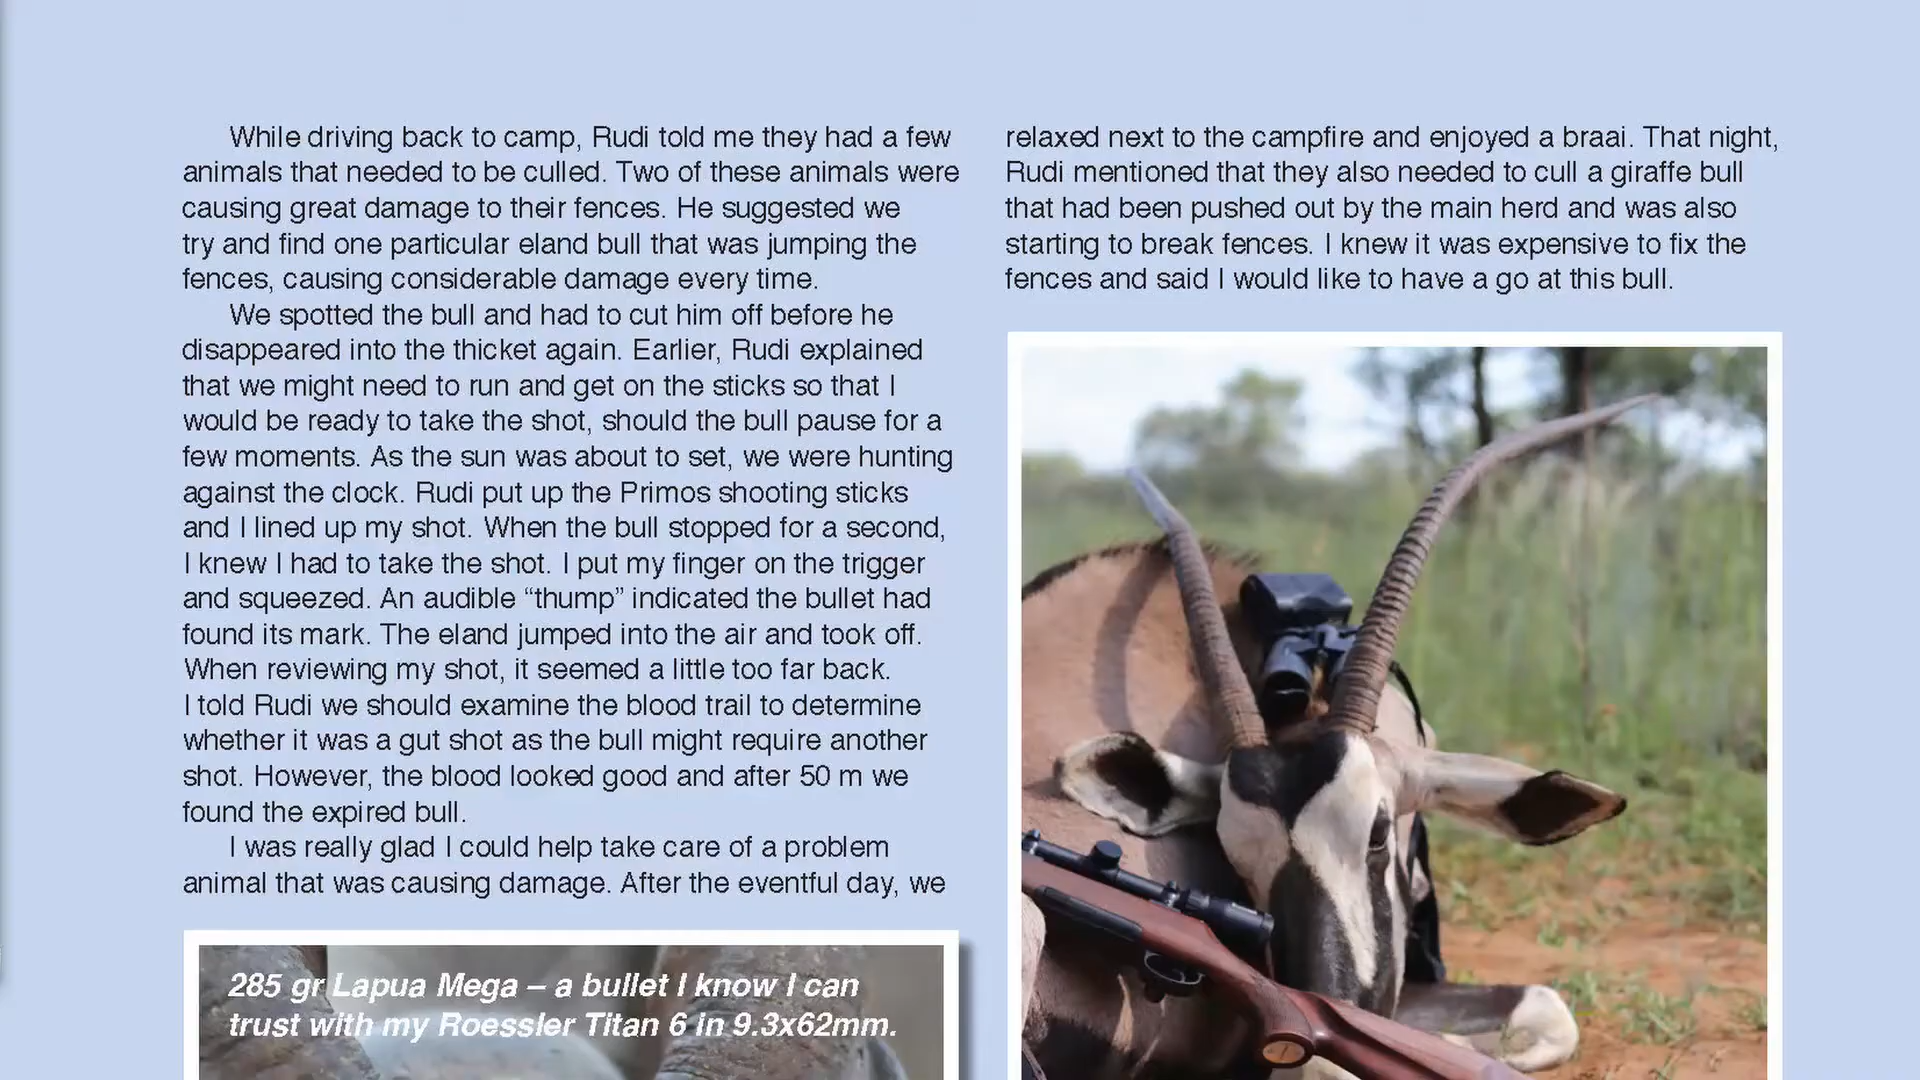 While driving back to camp, Rudi told me they had a few
animals that needed to be culled. Two of these animals were
causing great damage to their fences. He suggested we
try and find one particular eland bull that was jumping the
fences, causing considerable damage every time.
We spotted the bull and had to cut him off before he
disappeared into the thicket again. Earlier, Rudi explained
that we might need to run and get on the sticks so that I
would be ready to take the shot, should the bull pause for a
few moments. As the sun was about to set, we were hunting
against the clock. Rudi put up the Primos shooting sticks
and I lined up my shot. When the bull stopped for a second,
I knew I had to take the shot. I put my finger on the trigger
and squeezed. An audible “thump” indicated the bullet had
found its mark. The eland jumped into the air and took off.
When reviewing my shot, it seemed a little too far back.
I told Rudi we should examine the blood trail to determine
whether it was a gut shot as the bull might require another
shot. However, the blood looked good and after 50 m we
found the expired bull.
I was really glad I could help take care of a problem
animal that was causing damage. After the eventful day, we
285 gr Lapua Mega – a bullet I know I can
trust with my Roessler Titan 6 in 9.3x62mm.
relaxed next to the campfire and enjoyed a braai. That night,
Rudi mentioned that they also needed to cull a giraffe bull
that had been pushed out by the main herd and was also
starting to break fences. I knew it was expensive to fix the
fences and said I would like to have a go at this bull.